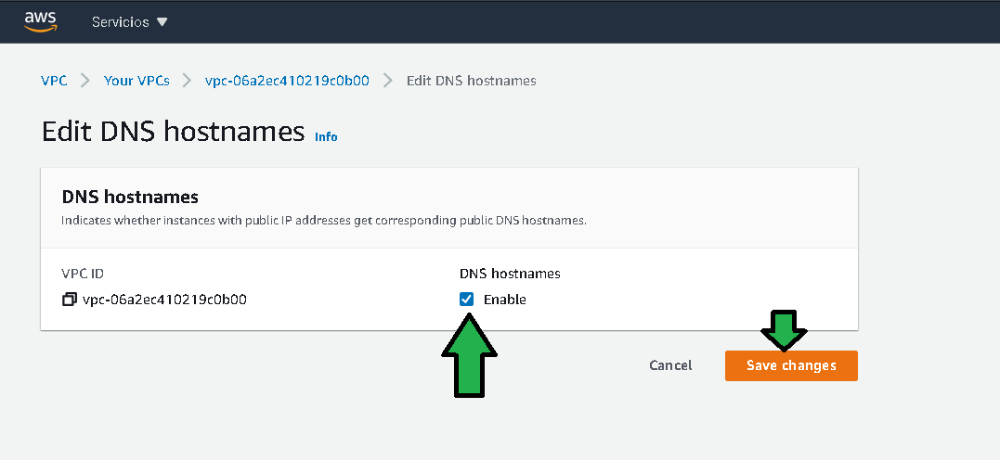 aws Servicios
VPC Your VPCs vpc-06a2ec410219c0b00 Edit DNS hostnames
Edit DNS hostnames Info
DNS hostnames
Indicates whether instances with public IP addresses get corresponding public DNS hostnames.
VPC ID DNS hostnames
vpc-06a2ec410219c0b00 Enable
Cancel Save changes